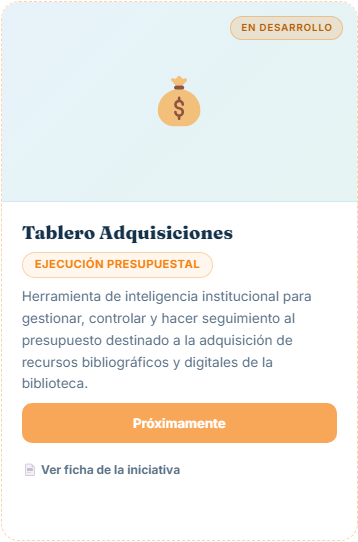 EN DESARROLLO
$
Tablero Adquisiciones
EJECUCIÓN PRESUPUESTAL
Herramienta de inteligencia institucional para
gestionar, controlar y hacer seguimiento al
presupuesto destinado a la adquisición de
recursos bibliográficos y digitales de la
biblioteca.
Próximamente
Ver ficha de la iniciativa